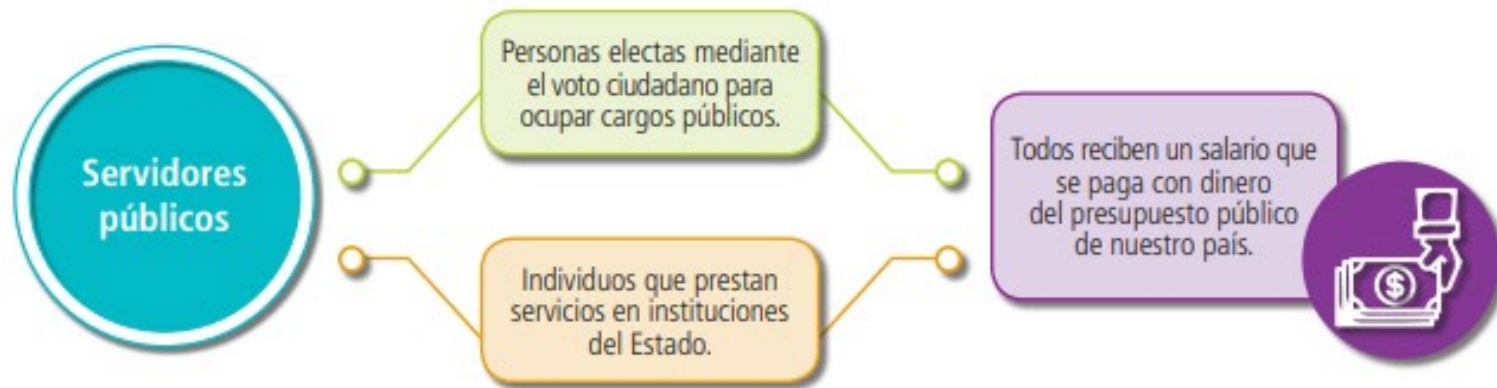 Servidores
públicos
Personas electas mediante
el voto ciudadano para
ocupar cargos públicos.
Individuos que prestan
servicios en instituciones
del Estado.
Todos reciben un salario que
se paga con dinero
del presupuesto público
de nuestro país.
$